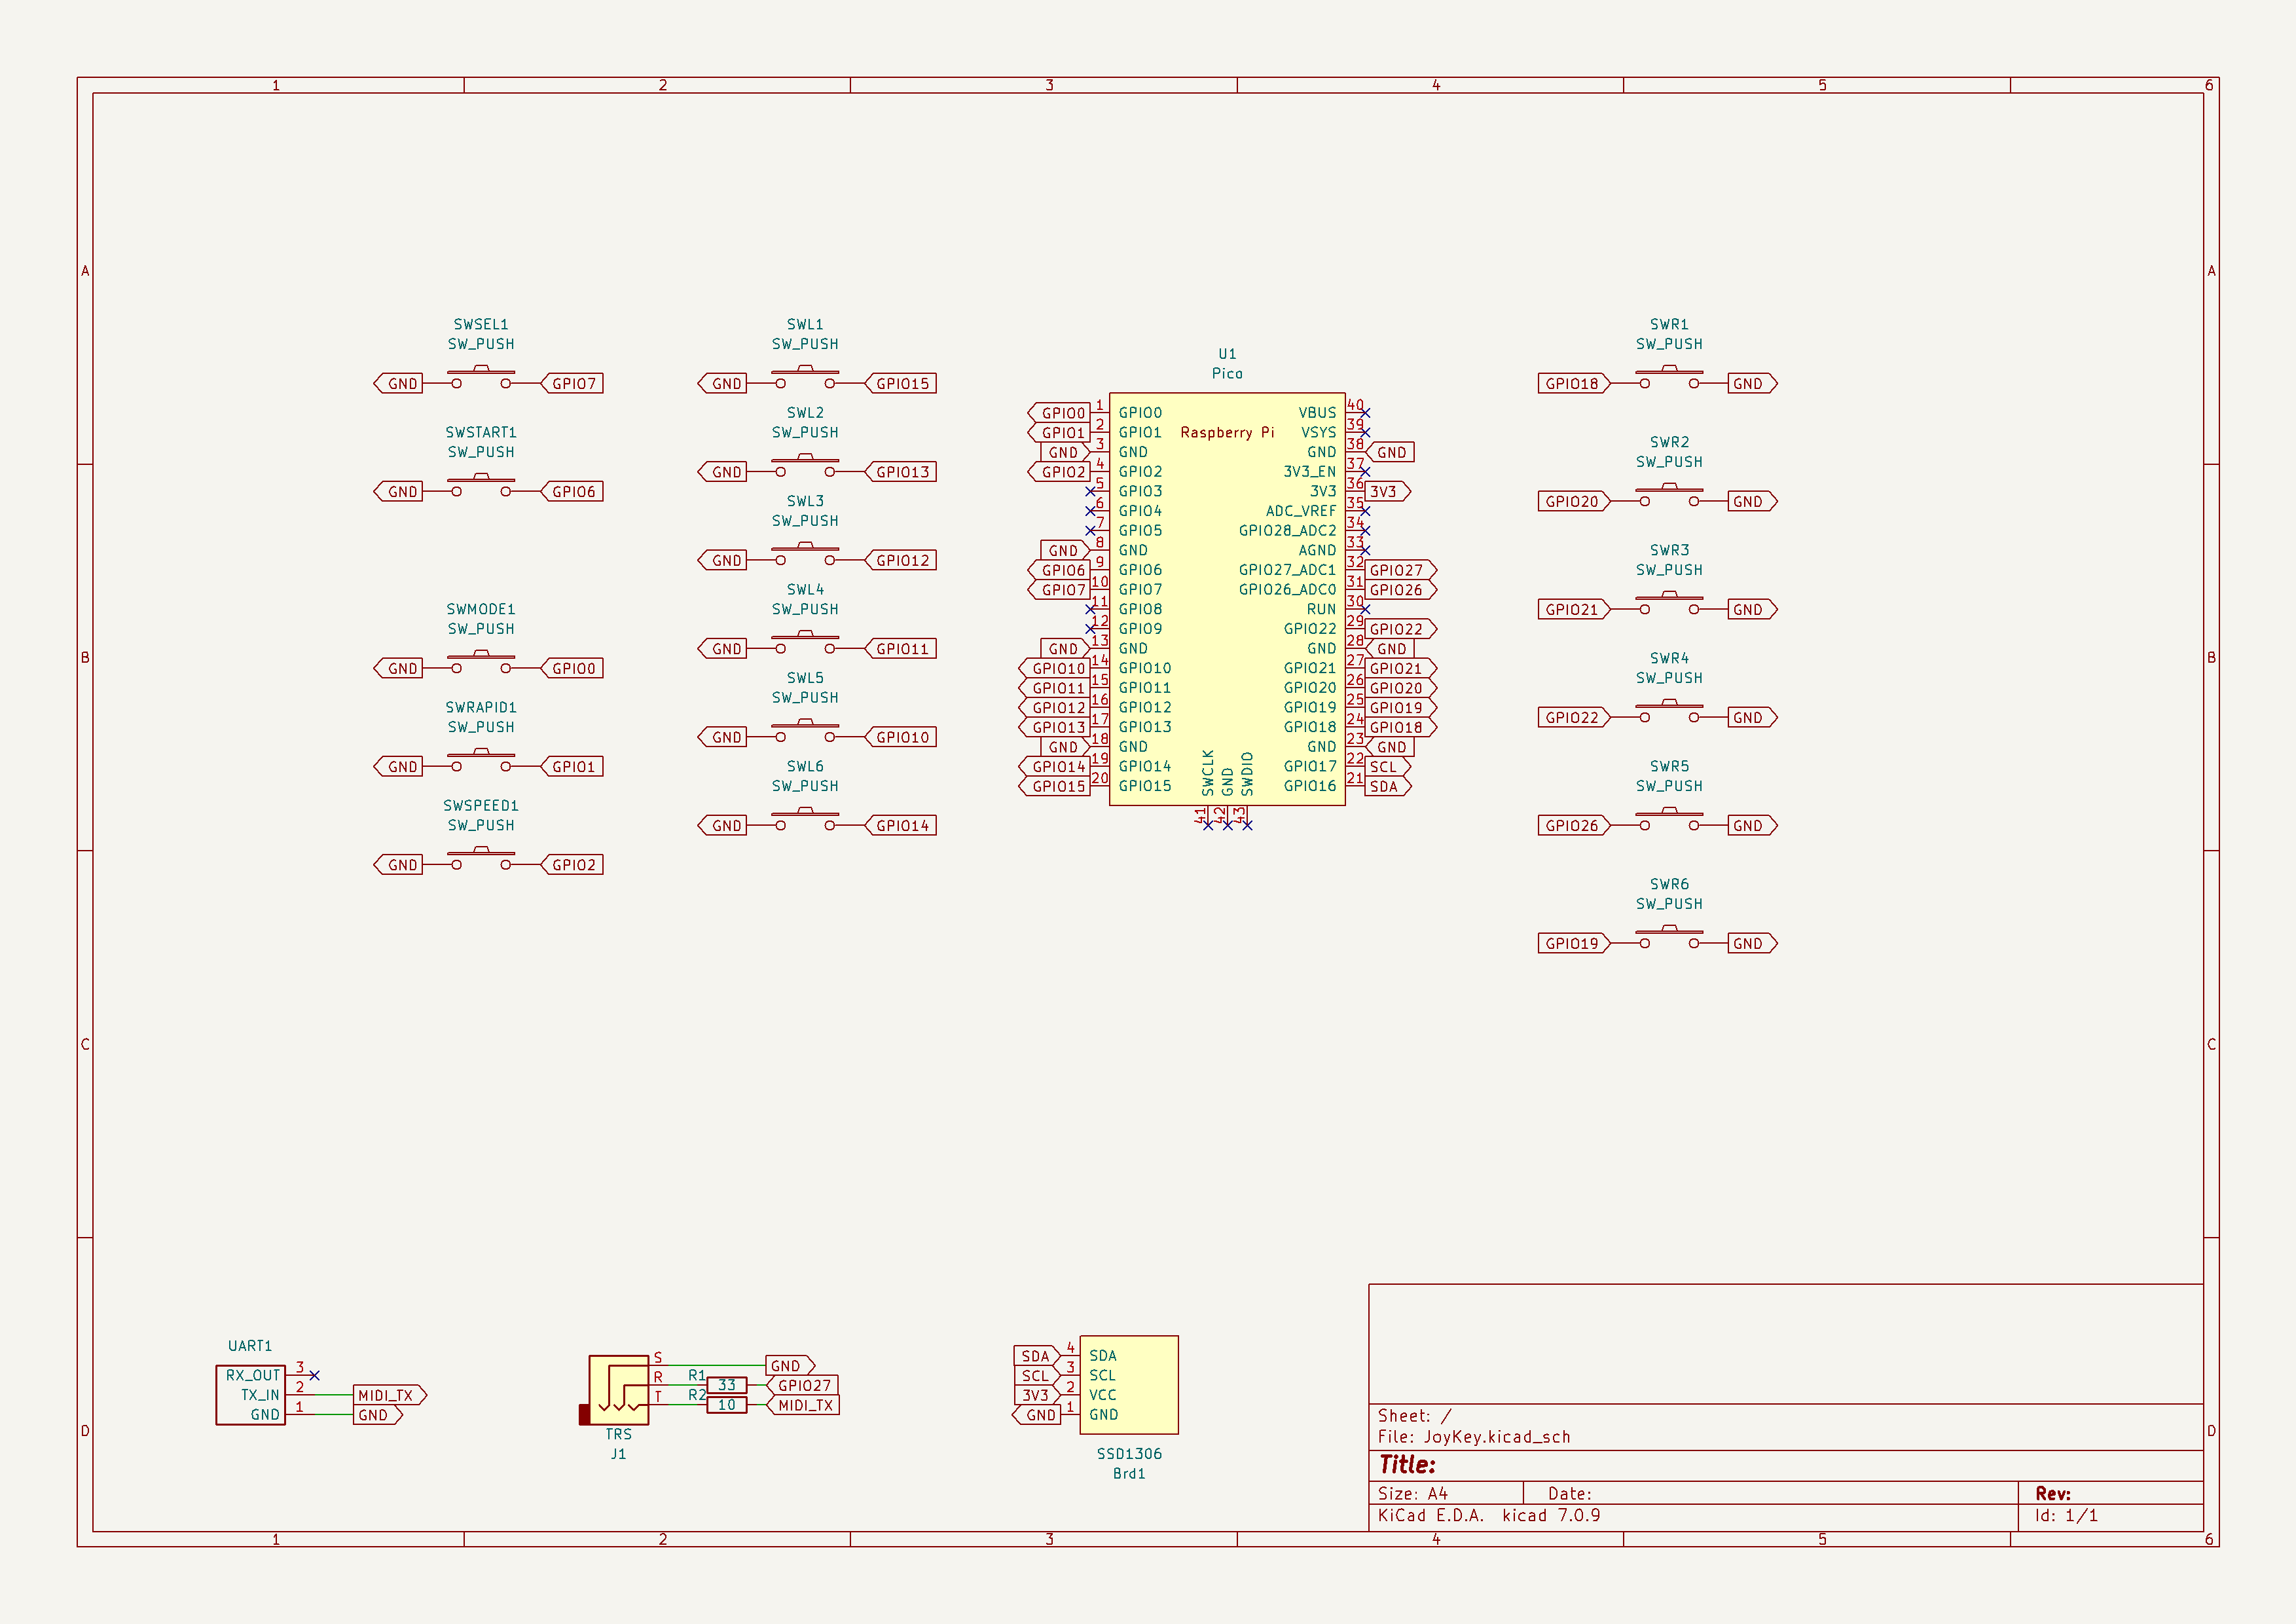 1 2 3 4 5 6
A A
B B
C C
D D
SWSEL1
SW_PUSH
GND GPIO7
SWSTART1
SW_PUSH
GND GPIO6
SWMODE1
SW_PUSH
GND GPIO0
SWRAPID1
SW_PUSH
GND GPIO1
SWSPEED1
SW_PUSH
GND GPIO2
SWL1
SW_PUSH
GND GPIO15
SWL2
SW_PUSH
GND GPIO13
SWL3
SW_PUSH
GND GPIO12
SWL4
SW_PUSH
GND GPIO11
SWL5
SW_PUSH
GND GPIO10
SWL6
SW_PUSH
GND GPIO14
U1
Pico
Raspberry Pi
GPIO0 1 GPIO0 VBUS 40
GPIO1 2 GPIO1 VSYS 39
GND 3 GND GND 38 GND
GPIO2 4 GPIO2 3V3_EN 37
5 GPIO3 3V3 36 3V3
6 GPIO4 ADC_VREF 35
7 GPIO5 GPIO28_ADC2 34
GND 8 GND AGND 33
GPIO6 9 GPIO6 GPIO27_ADC1 32 GPIO27
GPIO7 10 GPIO7 GPIO26_ADC0 31 GPIO26
11 GPIO8 RUN 30
12 GPIO9 GPIO22 29 GPIO22
GND 13 GND GND 28 GND
GPIO10 14 GPIO10 GPIO21 27 GPIO21
GPIO11 15 GPIO11 GPIO20 26 GPIO20
GPIO12 16 GPIO12 GPIO19 25 GPIO19
GPIO13 17 GPIO13 GPIO18 24 GPIO18
GND 18 GND GND 23 GND
GPIO14 19 GPIO14 GPIO17 22 SCL
GPIO15 20 GPIO15 GPIO16 21 SDA
SWCLK GND SWDIO
41 42 43
SWR1
SW_PUSH
GPIO18 GND
SWR2
SW_PUSH
GPIO20 GND
SWR3
SW_PUSH
GPIO21 GND
SWR4
SW_PUSH
GPIO22 GND
SWR5
SW_PUSH
GPIO26 GND
SWR6
SW_PUSH
GPIO19 GND
UART1
RX_OUT 3
TX_IN 2 MIDI_TX
GND 1 GND
S GND
R R1 33 GPIO27
T R2 10 MIDI_TX
TRS
J1
SDA 4 SDA
SCL 3 SCL
3V3 2 VCC
GND 1 GND
SSD1306
Brd1
Sheet: /
File: JoyKey.kicad_sch
Title:
Size: A4 Date: Rev:
KiCad E.D.A. kicad 7.0.9 Id: 1/1
1 2 3 4 5 6